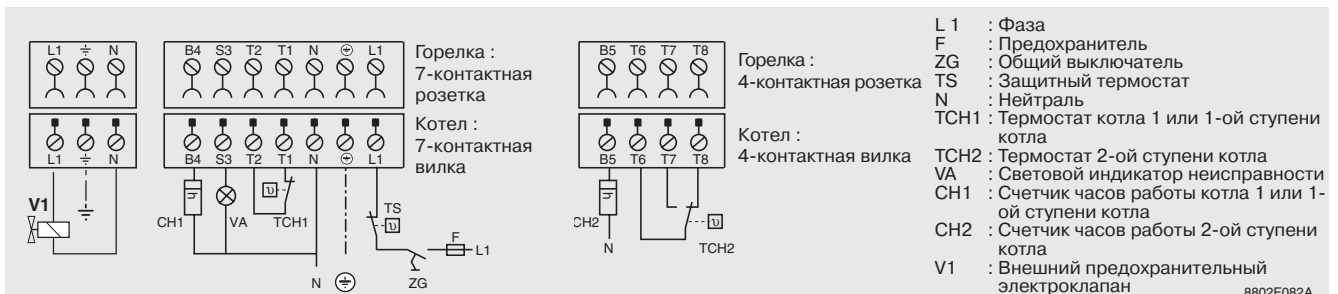 L1 ⏚ N
B4 S3 T2 T1 N ⏚ L1
Горелка :
7-контактная
розетка
Котел :
7-контактная
вилка
L1 ⏚ N
B4 S3 T2 T1 N ⏚ L1
V1
h
CH1
VA
υ
TCH1
TS
υ
F
L1
N ⏚
ZG
B5 T6 T7 T8
Горелка :
4-контактная розетка
Котел :
4-контактная вилка
B5 T6 T7 T8
h
CH2
N
υ
TCH2
L 1 : Фаза
F : Предохранитель
ZG : Общий выключатель
TS : Защитный термостат
N : Нейтраль
TCH1 : Термостат котла 1 или 1-ой ступени
котла
TCH2 : Термостат 2-ой ступени котла
VA : Световой индикатор неисправности
CH1 : Счетчик часов работы котла 1 или 1-
ой ступени котла
CH2 : Счетчик часов работы 2-ой ступени
котла
V1 : Внешний предохранительный
электроклапан
8802F082A